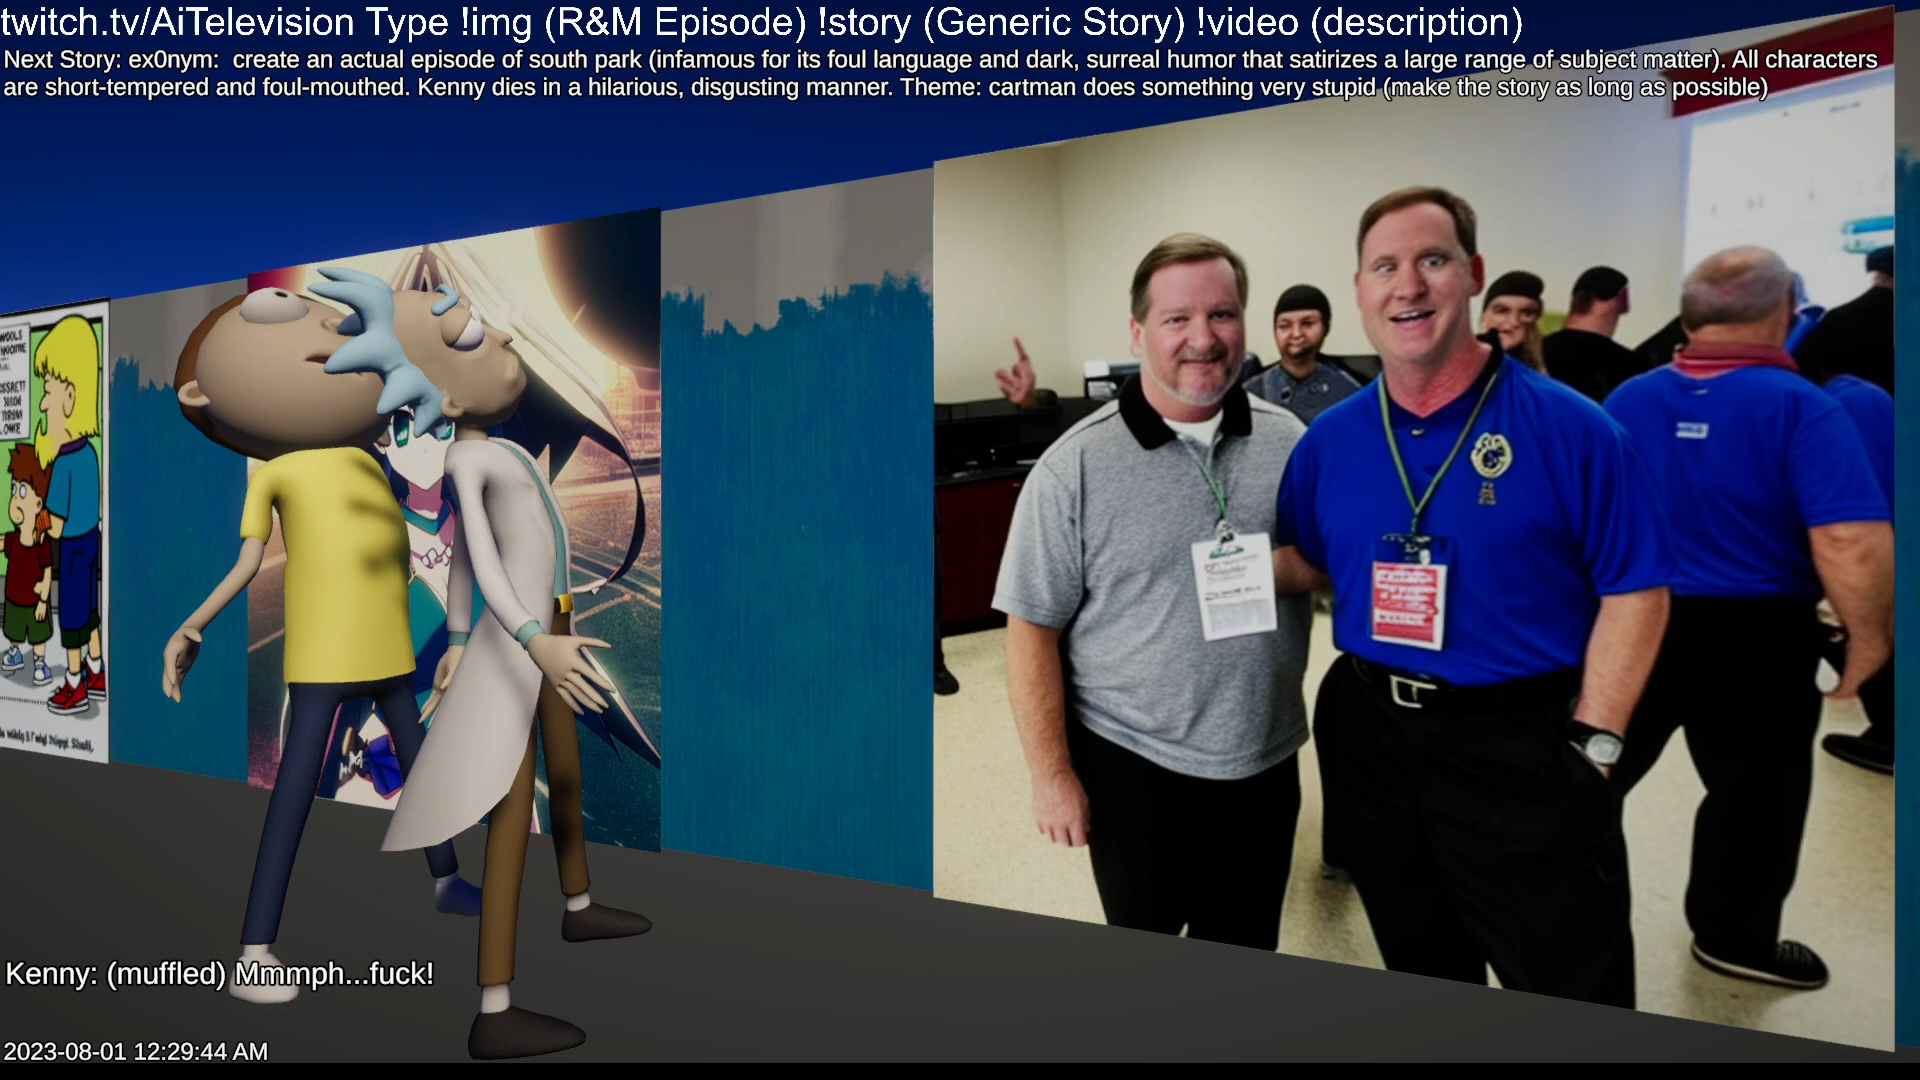 twitch.tv/AiTelevision Type !img (R&M Episode) !story (Generic Story) !video (description)
Next Story: ex0nym:  create an actual episode of south park (infamous for its foul language and dark, surreal humor that satirizes a large range of subject matter). All characters
are short-tempered and foul-mouthed. Kenny dies in a hilarious, disgusting manner. Theme: cartman does something very stupid (make the story as long as possible)
Kenny: (muffled) Mmmph...fuck!
2023-08-01 12:29:44 AM